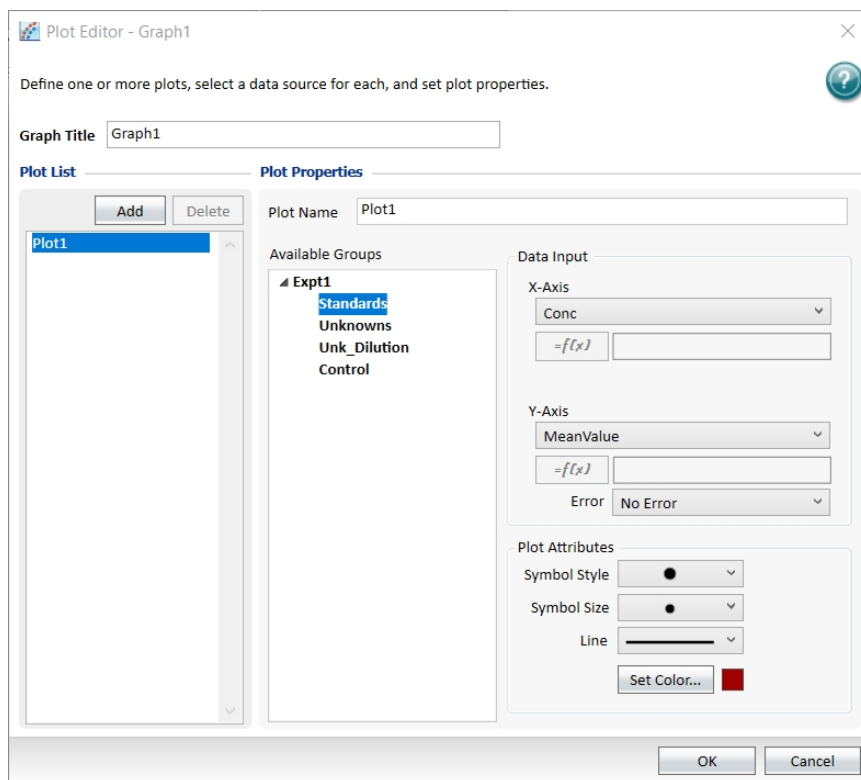 Plot Editor - Graph1
Define one or more plots, select a data source for each, and set plot properties.
?
Graph Title Graph1
Plot List
Add Delete
Plot1
Plot Properties
Plot Name Plot1
Available Groups
Expt1
Standards
Unknowns
Unk_Dilution
Control
Data Input
X-Axis
Conc
=f(x)
Y-Axis
MeanValue
=f(x)
Error No Error
Plot Attributes
Symbol Style
Symbol Size
Line
Set Color...
OK Cancel